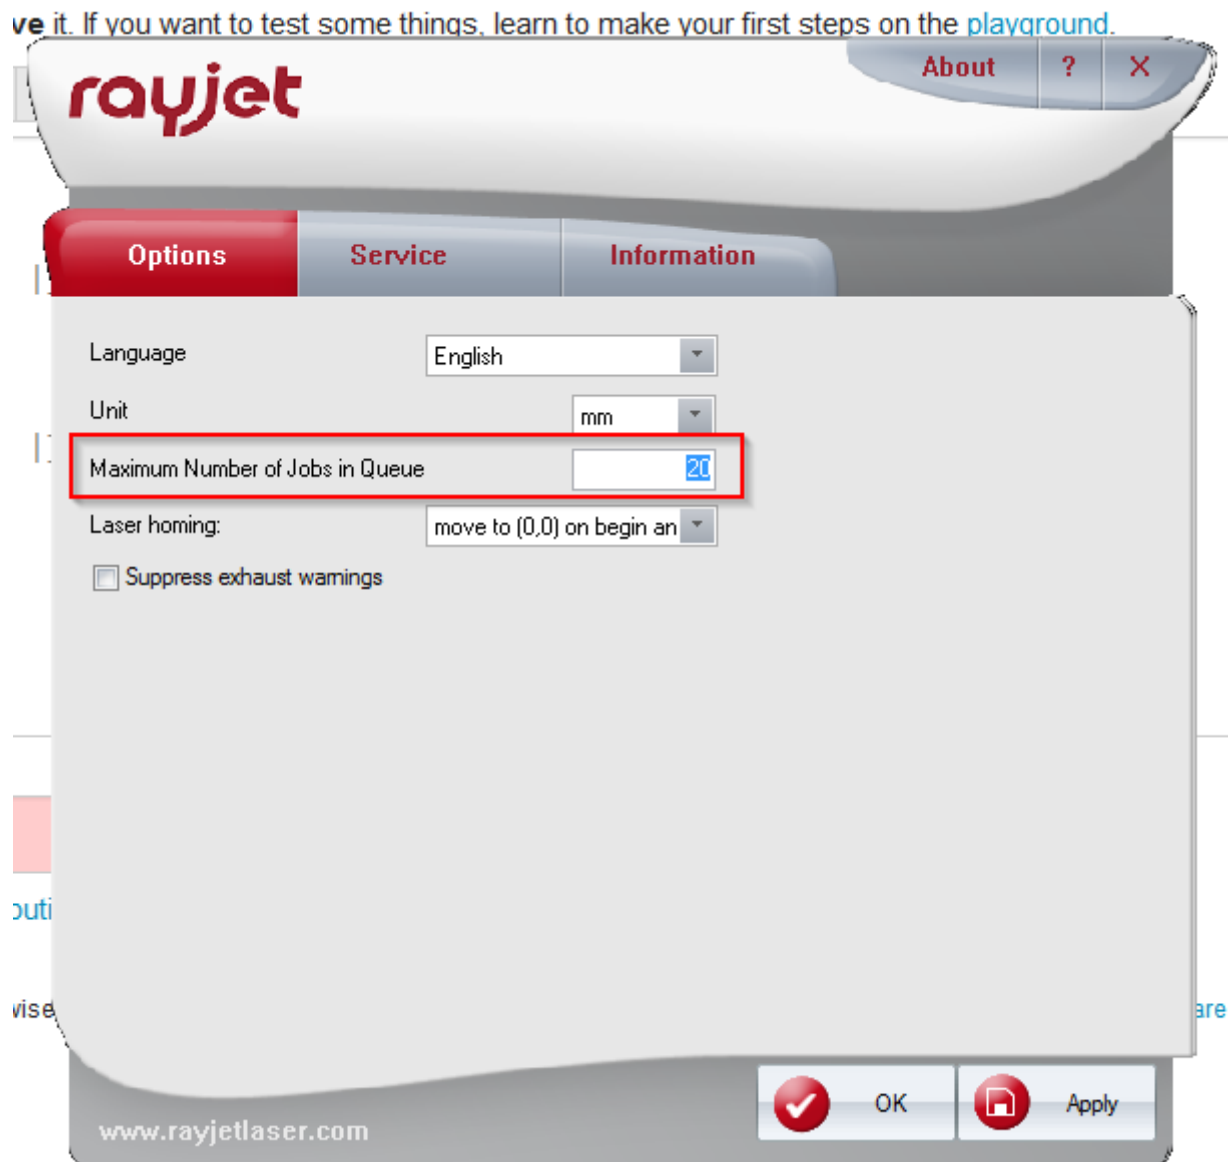 ve it. If you want to test some things, learn to make your first steps on the playground.
rayjet
About ? X
Options Service Information
Language English
Unit mm
Maximum Number of Jobs in Queue 20
Laser homing: move to (0,0) on begin an
Suppress exhaust warnings
outi
wise
are
OK Apply
www.rayjetlaser.com